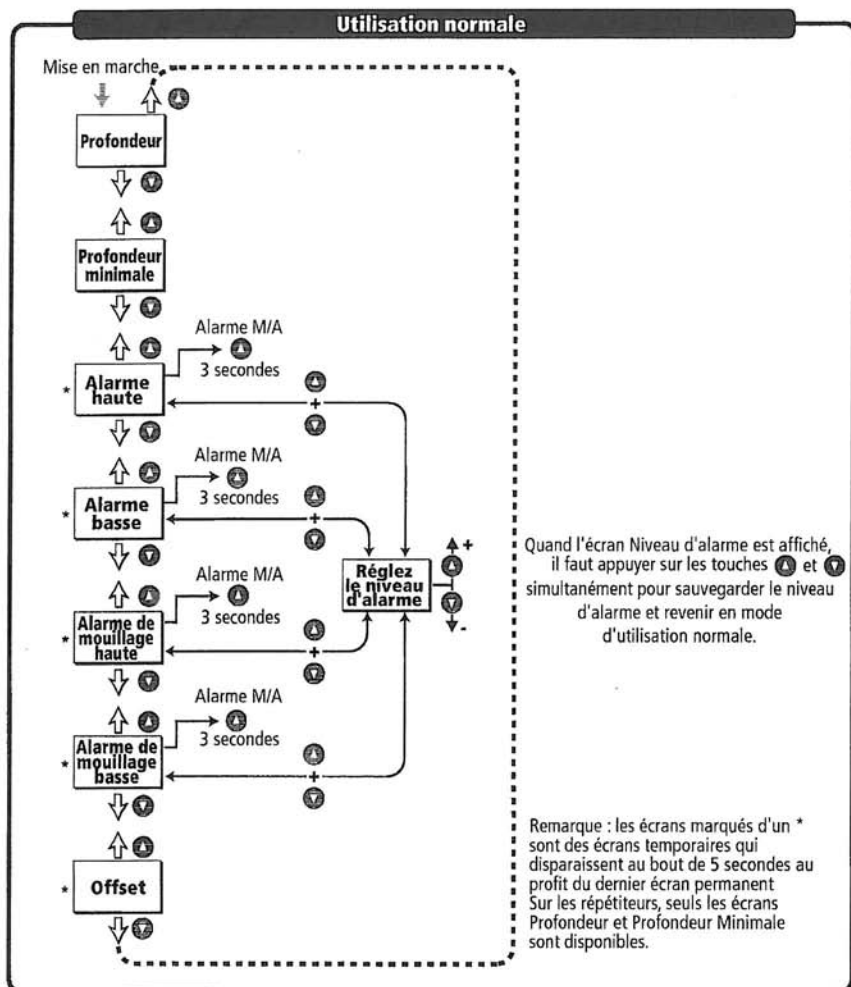 Utilisation normale
Mise en marche
Profondeur
Profondeur
minimale
Alarme M/A
3 secondes
*
Alarme
haute
+
Alarme M/A
3 secondes
*
Alarme
basse
+
Réglez
le niveau
d'alarme
+
-
Quand l'écran Niveau d'alarme est affiché,
il faut appuyer sur les touches et
simultanément pour sauvegarder le niveau
d'alarme et revenir en mode
d'utilisation normale.
Alarme M/A
3 secondes
*
Alarme de
mouillage
haute
+
Alarme M/A
3 secondes
*
Alarme de
mouillage
basse
+
*
Offset
Remarque : les écrans marqués d'un *
sont des écrans temporaires qui
disparaissent au bout de 5 secondes au
profit du dernier écran permanent
Sur les répétiteurs, seuls les écrans
Profondeur et Profondeur Minimale
sont disponibles.